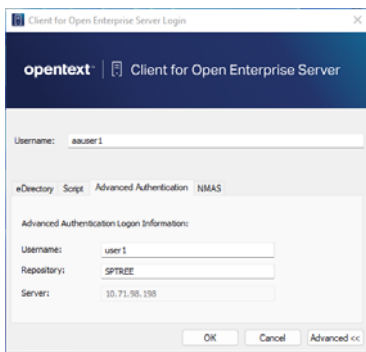 Client for Open Enterprise Server Login
opentext™ | Client for Open Enterprise Server
Username: aauser1
eDirectory Script Advanced Authentication NMAS
Advanced Authentication Logon Information:
Username: user1
Repository: SPTREE
Server: 10.71.98.198
OK Cancel Advanced <<